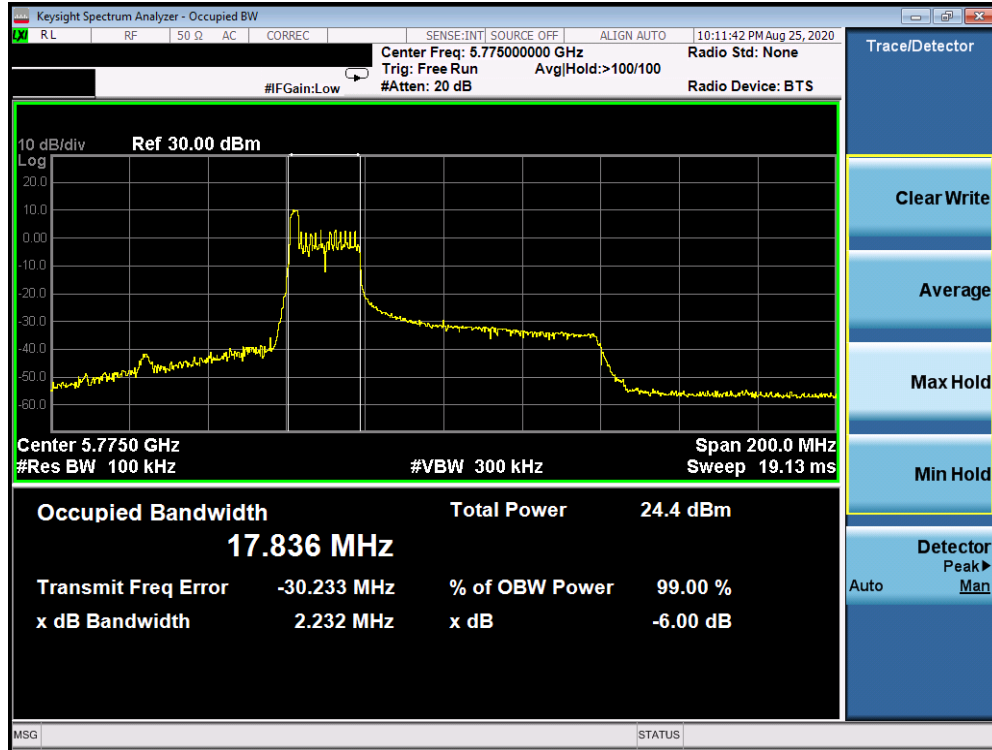 Keysight Spectrum Analyzer - Occupied BW
LXI RL RF 50 Ω AC CORREC SENSE:INT SOURCE OFF ALIGN AUTO 10:11:42 PM Aug 25, 2020
Center Freq: 5.775000000 GHz Radio Std: None
Trig: Free Run Avg|Hold:>100/100
#IFGain:Low #Atten: 20 dB Radio Device: BTS
Trace/Detector
10 dB/div Ref 30.00 dBm
Log
20.0
10.0
0.00
-10.0
-20.0
-30.0
-40.0
-50.0
-60.0
Center 5.7750 GHz Span 200.0 MHz
#Res BW 100 kHz #VBW 300 kHz Sweep 19.13 ms
Occupied Bandwidth Total Power 24.4 dBm
17.836 MHz
Transmit Freq Error -30.233 MHz % of OBW Power 99.00 %
x dB Bandwidth 2.232 MHz x dB -6.00 dB
Clear Write
Average
Max Hold
Min Hold
Detector
Peak▶
Auto Man
MSG STATUS